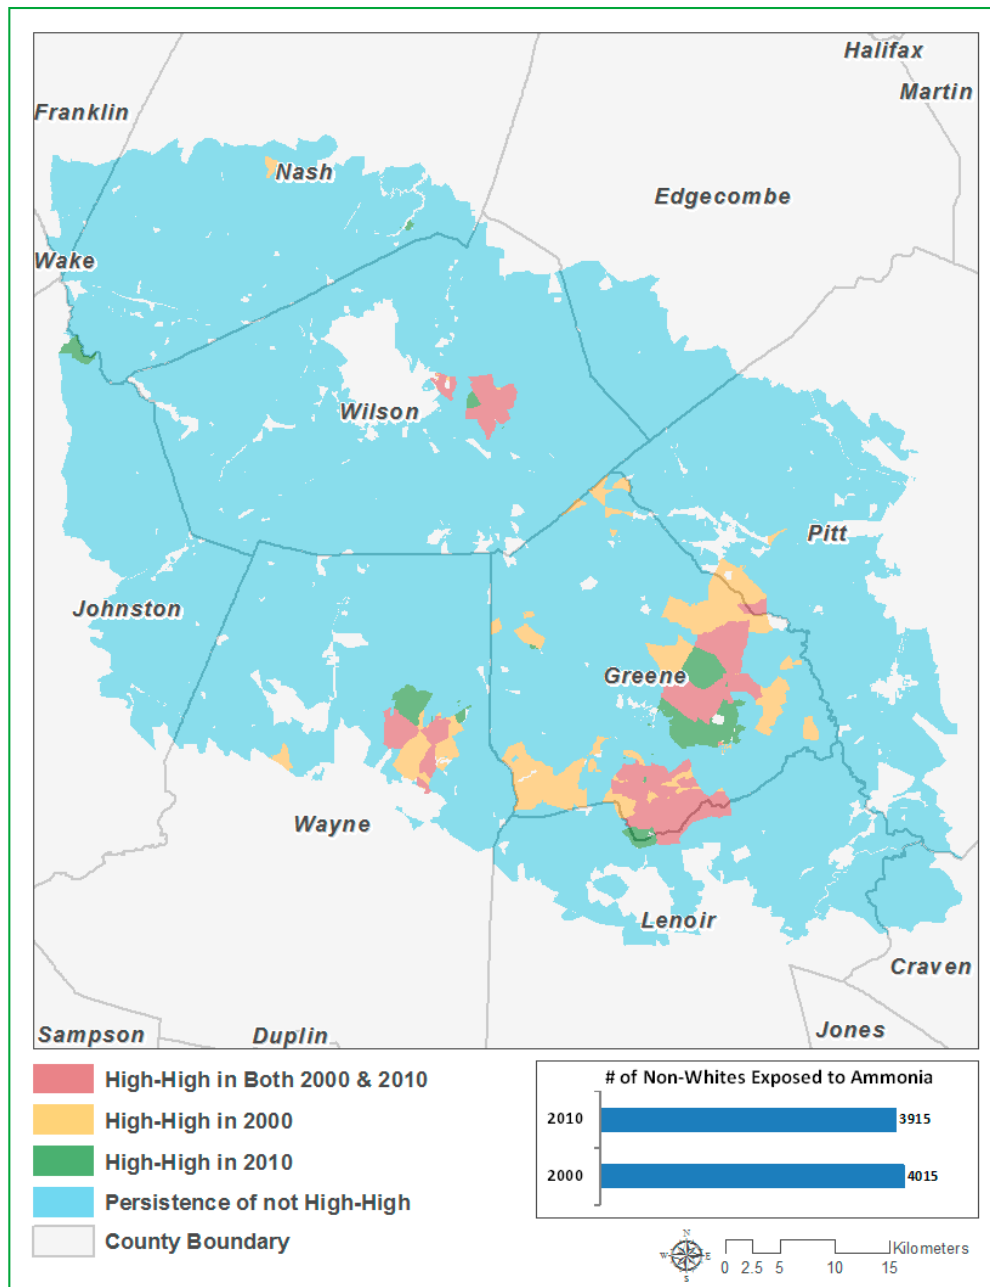 Halifax
Martin
Franklin
Nash
Edgecombe
Wake
Wilson
Pitt
Johnston
Greene
Wayne
Lenoir
Craven
Sampson
Duplin
Jones
High-High in Both 2000 & 2010
High-High in 2000
High-High in 2010
Persistence of not High-High
County Boundary
# of Non-Whites Exposed to Ammonia
2010 3915
2000 4015
N
W E
S
Kilometers
0 2.5 5 10 15